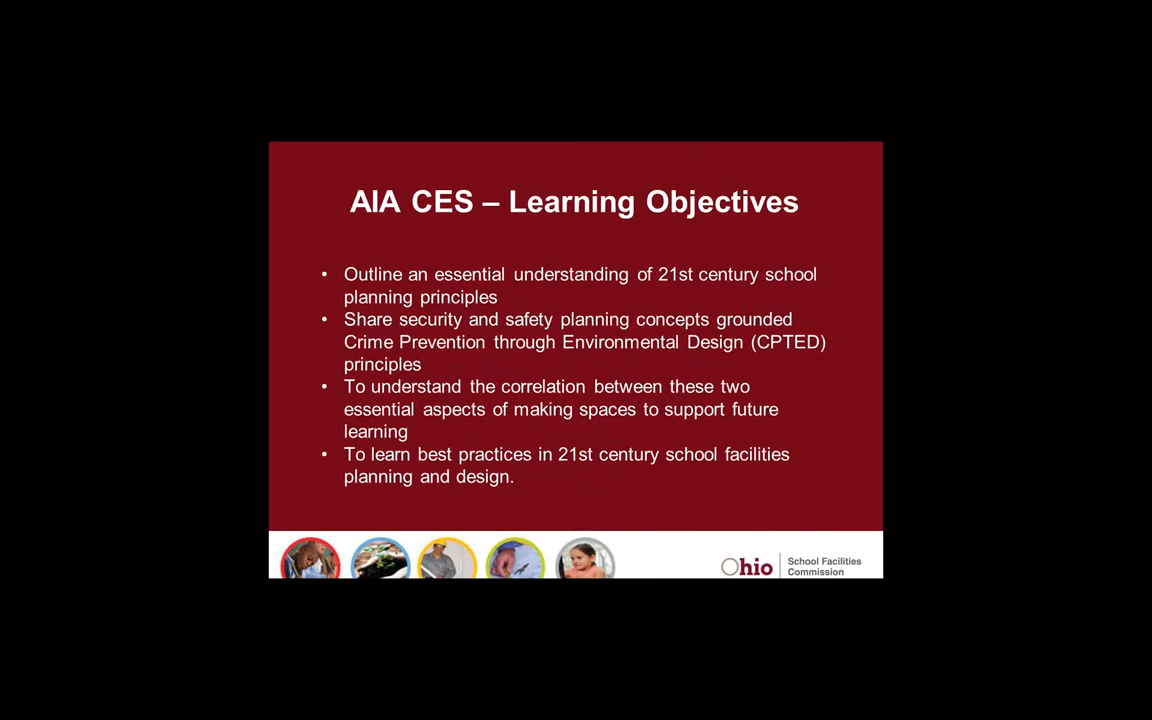 AIA CES – Learning Objectives
• Outline an essential understanding of 21st century school
planning principles
• Share security and safety planning concepts grounded
Crime Prevention through Environmental Design (CPTED)
principles
• To understand the correlation between these two
essential aspects of making spaces to support future
learning
• To learn best practices in 21st century school facilities
planning and design.
Ohio
School Facilities
Commission